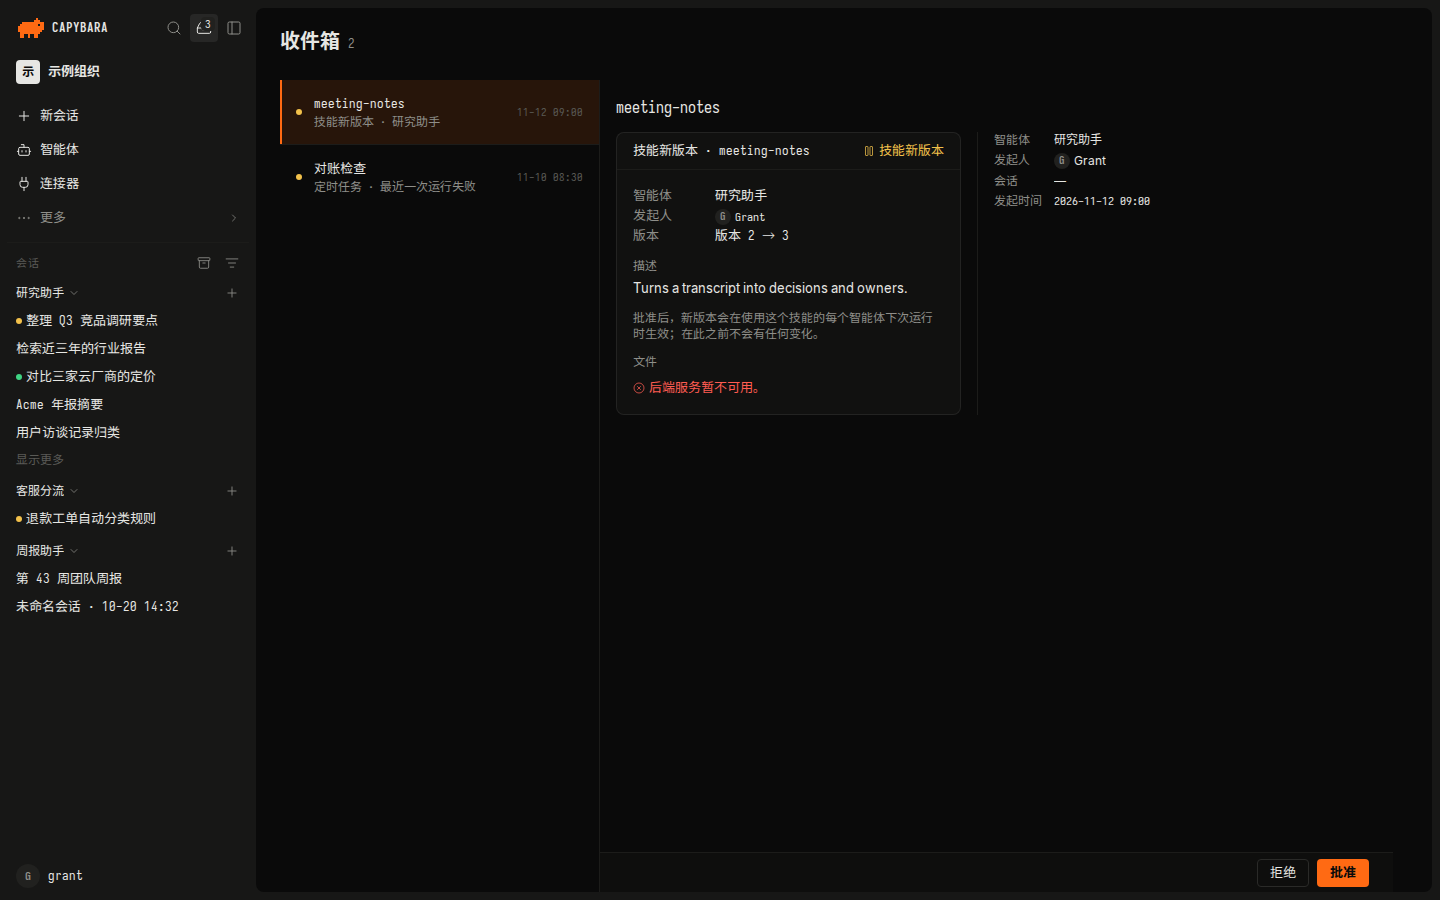 CAPYBARA
3
示 示例组织
新会话
智能体
连接器
更多
会话
研究助手
整理 Q3 竞品调研要点
检索近三年的行业报告
对比三家云厂商的定价
Acme 年报摘要
用户访谈记录归类
显示更多
客服分流
退款工单自动分类规则
周报助手
第 43 周团队周报
未命名会话 · 10-20 14:32
G grant
收件箱 2
meeting-notes
技能新版本 · 研究助手
11-12 09:00
对账检查
定时任务 · 最近一次运行失败
11-10 08:30
meeting-notes
技能新版本 · meeting-notes
技能新版本
智能体 研究助手
发起人 G Grant
版本 版本 2 → 3
描述
Turns a transcript into decisions and owners.
批准后，新版本会在使用这个技能的每个智能体下次运行
时生效；在此之前不会有任何变化。
文件
后端服务暂不可用。
智能体 研究助手
发起人 G Grant
会话 —
发起时间 2026-11-12 09:00
拒绝
批准